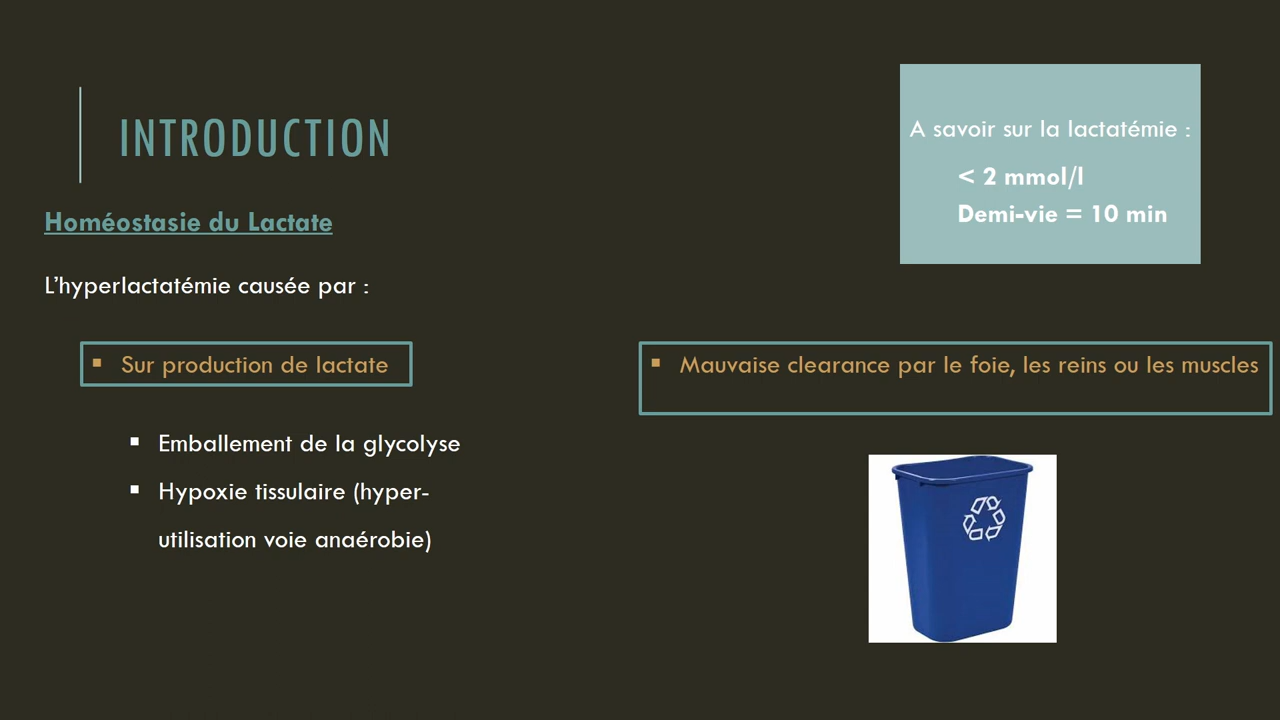 INTRODUCTION
A savoir sur la lactatémie :
< 2 mmol/l
Demi-vie = 10 min
Homéostasie du Lactate
L’hyperlactatémie causée par :
▪ Sur production de lactate
▪ Emballement de la glycolyse
▪ Hypoxie tissulaire (hyper-
utilisation voie anaérobie)
▪ Mauvaise clearance par le foie, les reins ou les muscles